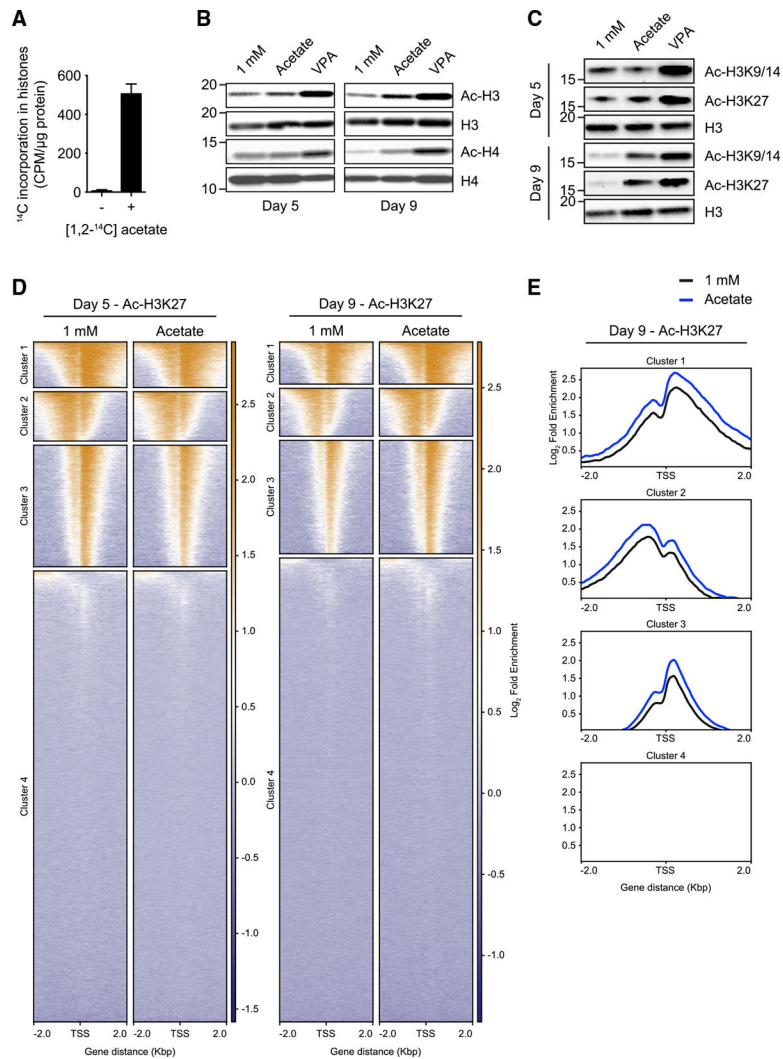 A
¹⁴C incorporation in histones
(CPM/µg protein)
600
400
200
0
- +
[1,2-¹⁴C] acetate
B
1 mM Acetate VPA 1 mM Acetate VPA
20
15
20
15
10
Ac-H3
H3
Ac-H4
H4
Day 5 Day 9
C
1 mM Acetate VPA
Day 5
15
15
20
Ac-H3K9/14
Ac-H3K27
H3
Day 9
15
15
20
Ac-H3K9/14
Ac-H3K27
H3
D
Day 5 - Ac-H3K27
1 mM Acetate
Cluster 1
Cluster 2
Cluster 3
Cluster 4
2.5
2.0
1.5
1.0
0.5
0.0
-0.5
-1.0
-1.5
-2.0 TSS 2.0 -2.0 TSS 2.0
Gene distance (Kbp)
Day 9 - Ac-H3K27
1 mM Acetate
Cluster 1
Cluster 2
Cluster 3
Cluster 4
2.5
2.0
1.5
1.0
0.5
0.0
-0.5
-1.0
Log₂ Fold Enrichment
-2.0 TSS 2.0 -2.0 TSS 2.0
Gene distance (Kbp)
E
1 mM
Acetate
Day 9 - Ac-H3K27
Cluster 1
Log₂ Fold Enrichment
2.5
2.0
1.5
1.0
0.5
-2.0 TSS 2.0
Cluster 2
2.5
2.0
1.5
1.0
0.5
-2.0 TSS 2.0
Cluster 3
2.5
2.0
1.5
1.0
0.5
-2.0 TSS 2.0
Cluster 4
2.5
2.0
1.5
1.0
0.5
-2.0 TSS 2.0
Gene distance (Kbp)